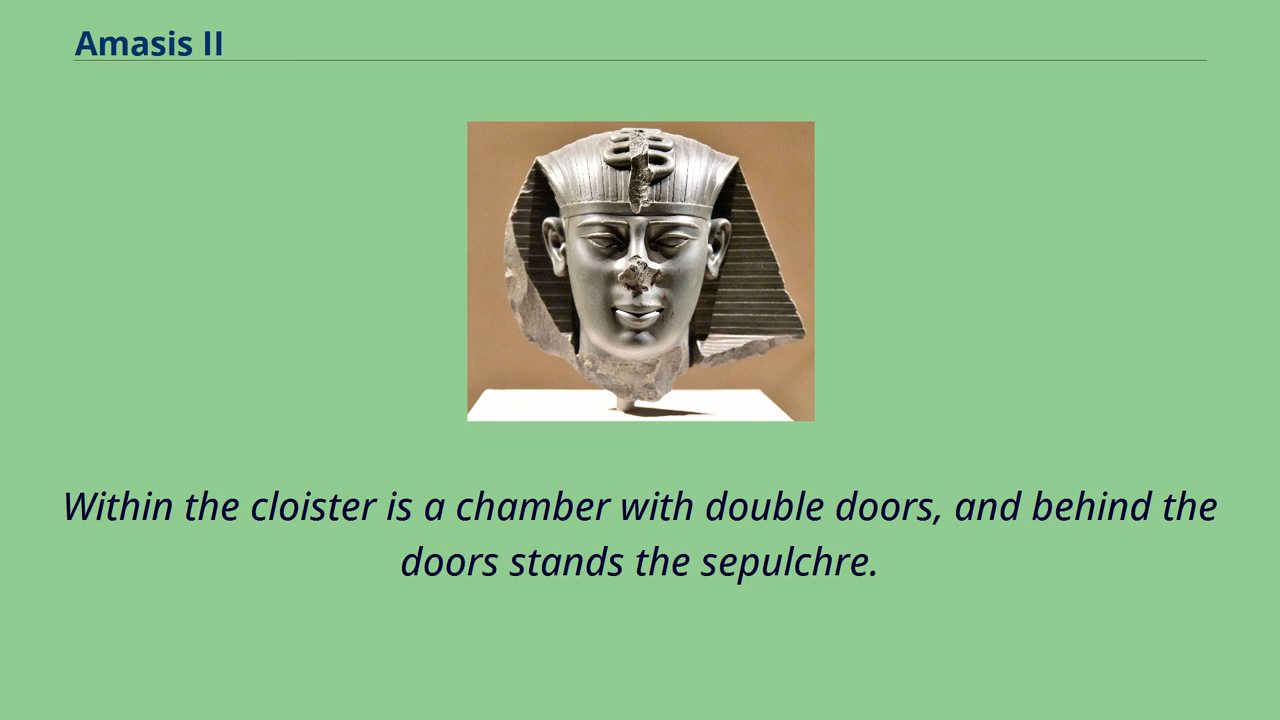 Amasis II
Within the cloister is a chamber with double doors, and behind the
doors stands the sepulchre.